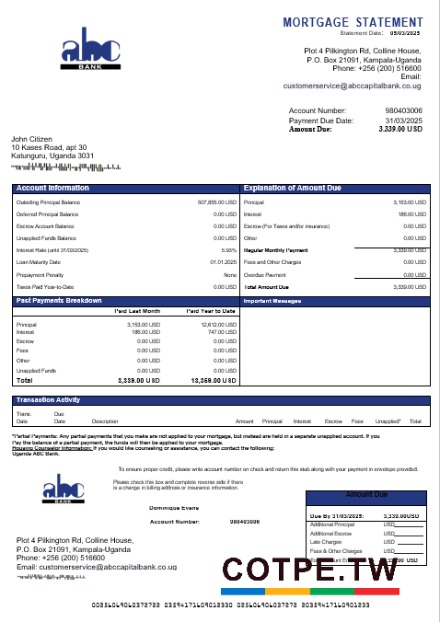 abc
BANK
MORTGAGE STATEMENT
Statement Date: 05/03/2025
Plot 4 Pilkington Rd, Colline House,
P.O. Box 21091, Kampala-Uganda
Phone: +256 (200) 516600
Email:
customerservice@abccapitalbank.co.ug
Account Number: 980403006
Payment Due Date: 31/03/2025
Amount Due: 3,339.00 USD
John Citizen
10 Kases Road, apt 30
Katunguru, Uganda 3031
Account Information
Outsting Principal Balance 507,855.00 USD
Deferred Principal Balance 0.00 USD
Escrow Account Balance 0.00 USD
Unapplied Funds Balance 0.00 USD
Interest Rate (until 31/03/2025)
Loan Maturity Date 01.01.2025
Prepayment Penalty None
Taxes Paid Year-to-Date 0.00 USD
Explanation of Amount Due
Principal 3,153.00 USD
Interest 186.00 USD
Escrow (For Taxes and/or Insurance) 0.00 USD
Other 0.00 USD
Regular Monthly Payment 3,339.00 USD
Fees and Other Charges 0.00 USD
Overdue Payment 0.00 USD
Total Amount Due 3,339.00 USD
Past Payments Breakdown
Paid Last Month Paid Year to Date
Principal 3,153.00 USD 12,612.00 USD
Interest 186.00 USD 747.00 USD
Escrow 0.00 USD 0.00 USD
Fees 0.00 USD 0.00 USD
Other 0.00 USD 0.00 USD
Unapplied Funds 0.00 USD 0.00 USD
Total 3,339.00 USD 13,359.00 USD
Important Messages
Transaction Activity
Trans. Date Due Date Description Amount Principal Interest Escrow Fees Unapplied* Total
*Partial Payments: Any partial payments that you make are not applied to your mortgage, but instead are held in a separate unapplied account. If you
Pay the balance of a partial payment, the funds will then be applied to your mortgage.
Housing Counselor Information: If you would like counseling or assistance, you can contact the following:
Uganda ABC Bank.
To ensure proper credit, please write account number on check and return this stub along with your payment in envelope provided.
abc
BANK
Please check this box and complete reverse side if there
is a change in billing address or insurance information.
Dominique Evans
Account Number: 980403006
Amount Due
Due By 31/03/2025: 3,339.00 USD
Additional Principal USD
Additional Escrow USD
Late Charges USD
Fees & Other Charges USD
USD
Plot 4 Pilkington Rd, Colline House,
P.O. Box 21091, Kampala-Uganda
Phone: +256 (200) 516600
Email: customerservice@abccapitalbank.co.ug
COTPE.TW